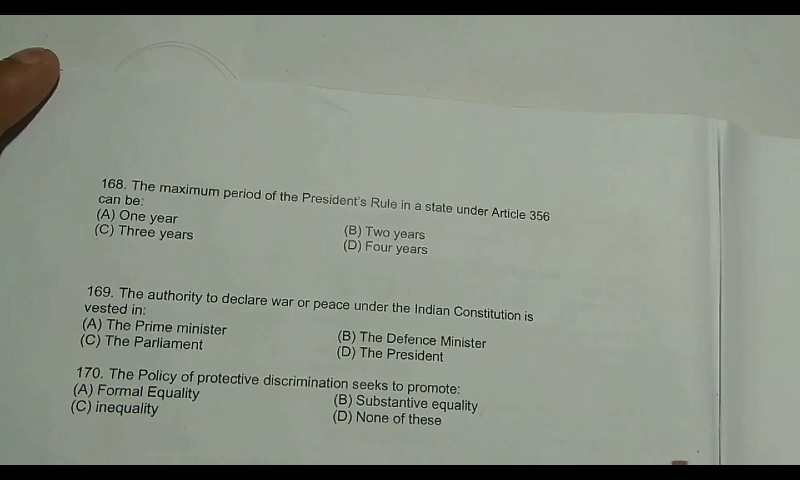 168. The maximum period of the President's Rule in a state under Article 356
can be:
(A) One year (B) Two years
(C) Three years (D) Four years
169. The authority to declare war or peace under the Indian Constitution is
vested in:
(A) The Prime minister (B) The Defence Minister
(C) The Parliament (D) The President
170. The Policy of protective discrimination seeks to promote:
(A) Formal Equality (B) Substantive equality
(C) inequality (D) None of these